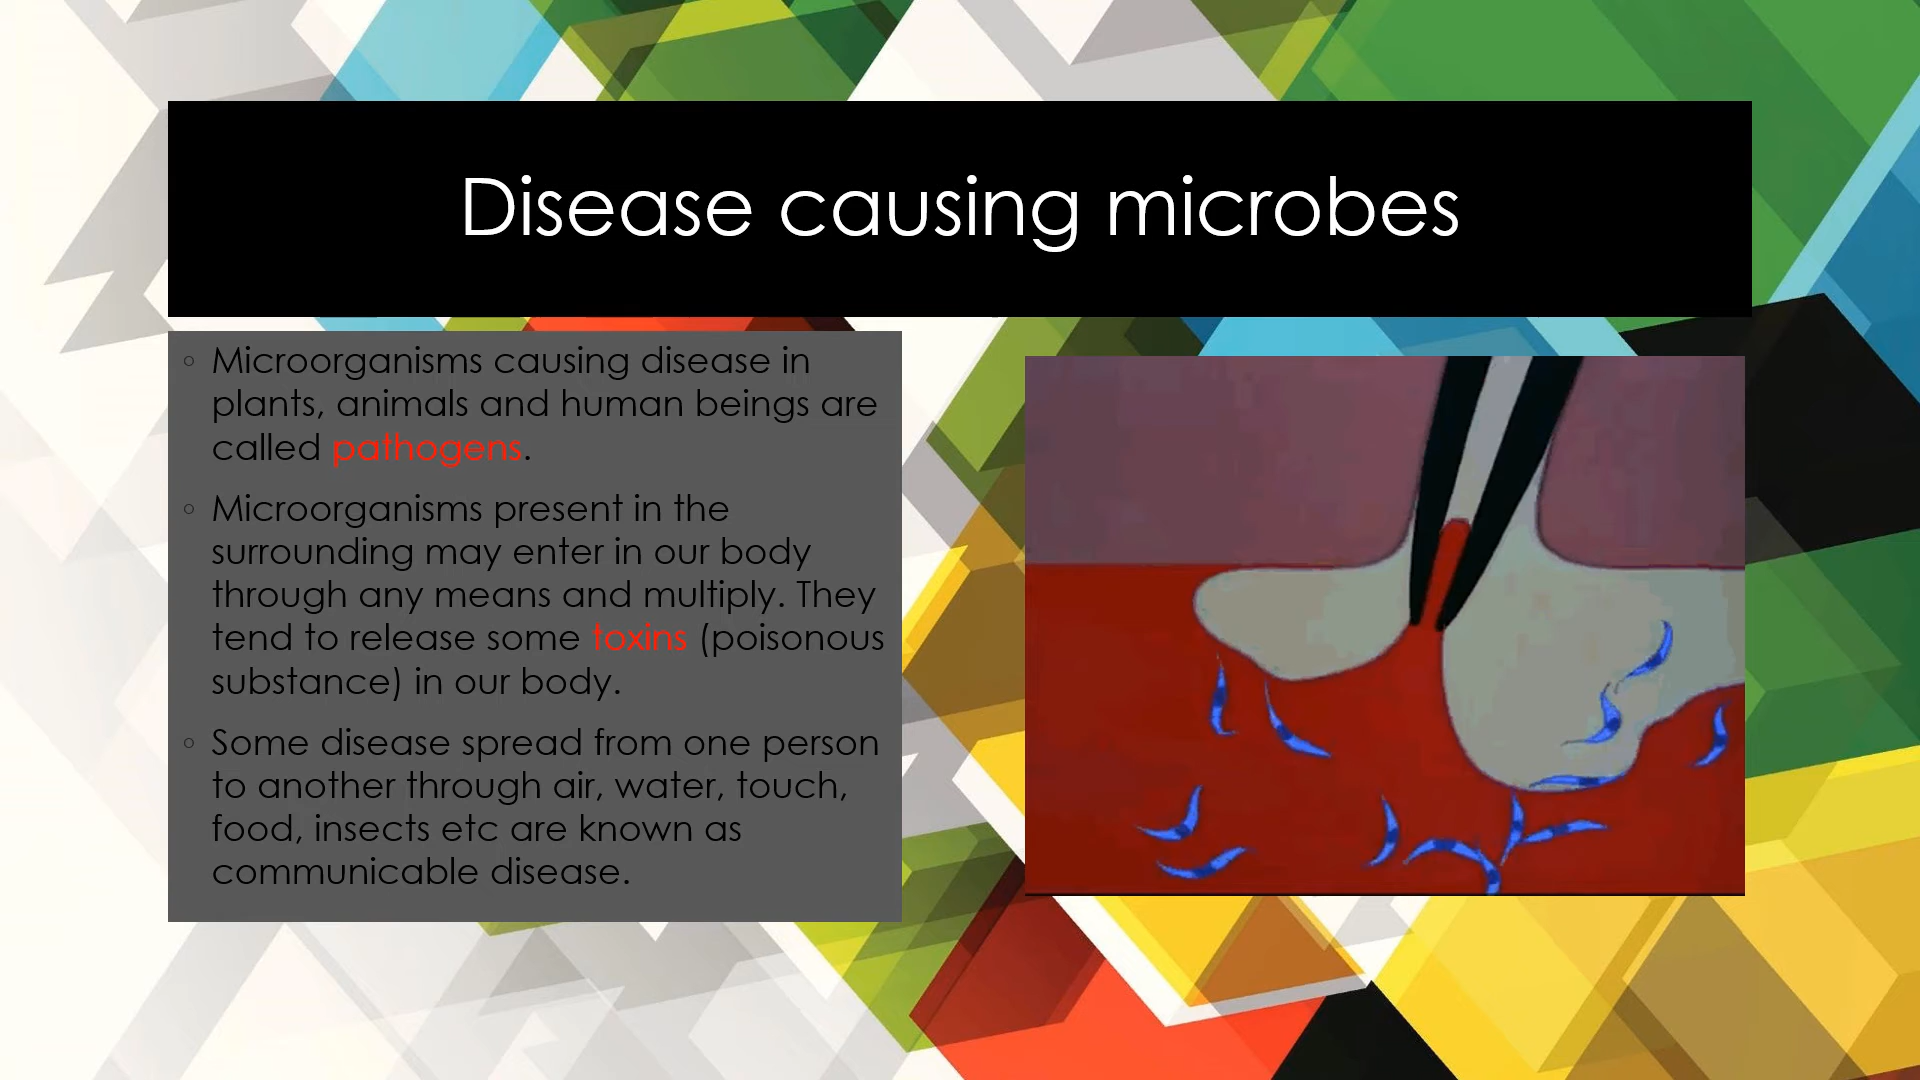 Disease causing microbes
◦ Microorganisms causing disease in
plants, animals and human beings are
called pathogens.
◦ Microorganisms present in the
surrounding may enter in our body
through any means and multiply. They
tend to release some toxins (poisonous
substance) in our body.
◦ Some disease spread from one person
to another through air, water, touch,
food, insects etc are known as
communicable disease.